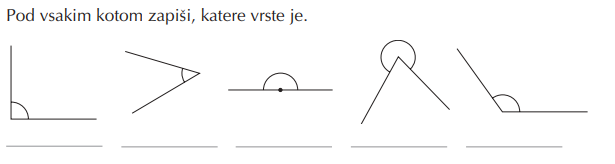 Pod vsakim kotom zapiši, katere vrste je.